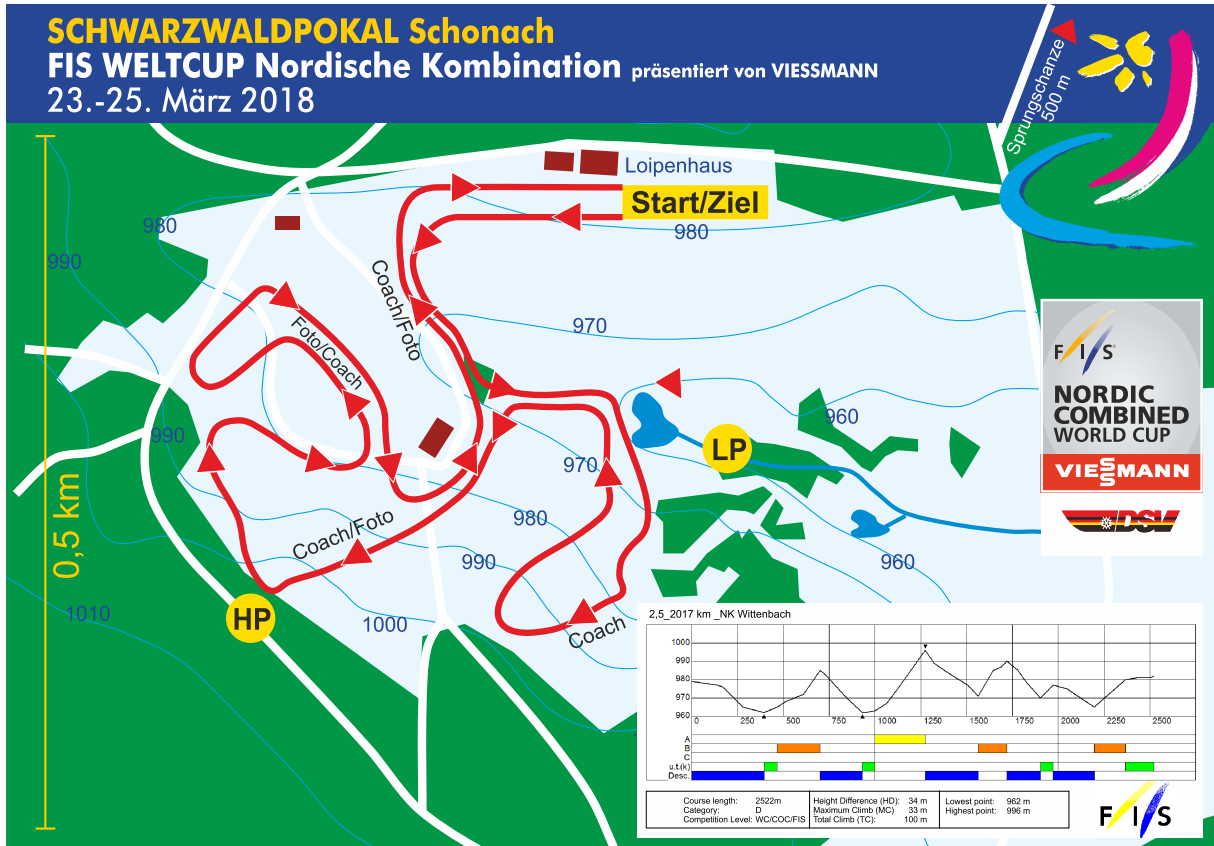 SCHWARZWALDPOKAL Schonach
FIS WELTCUP Nordische Kombination präsentiert von VIESSMANN
23.-25. März 2018
Sprungschanze
500 m
Loipenhaus
Start/Ziel
980
980
990
Coach/Foto
970
Foto/Coach
960
990
LP
970
0,5 km
Coach/Foto
980
990
960
HP
1010
1000
Coach
FIS
NORDIC
COMBINED
WORLD CUP
VIESSMANN
DSV
2,5_2017 km _NK Wittenbach
1000
990
980
970
960
0 250 500 750 1000 1250 1500 1750 2000 2250 2500
A
B
C
u.t.(k)
Desc.
Course length: 2522m
Category: D
Competition Level: WC/COC/FIS
Height Difference (HD): 34 m
Maximum Climb (MC) 33 m
Total Climb (TC): 100 m
Lowest point: 962 m
Highest point: 996 m
FIS